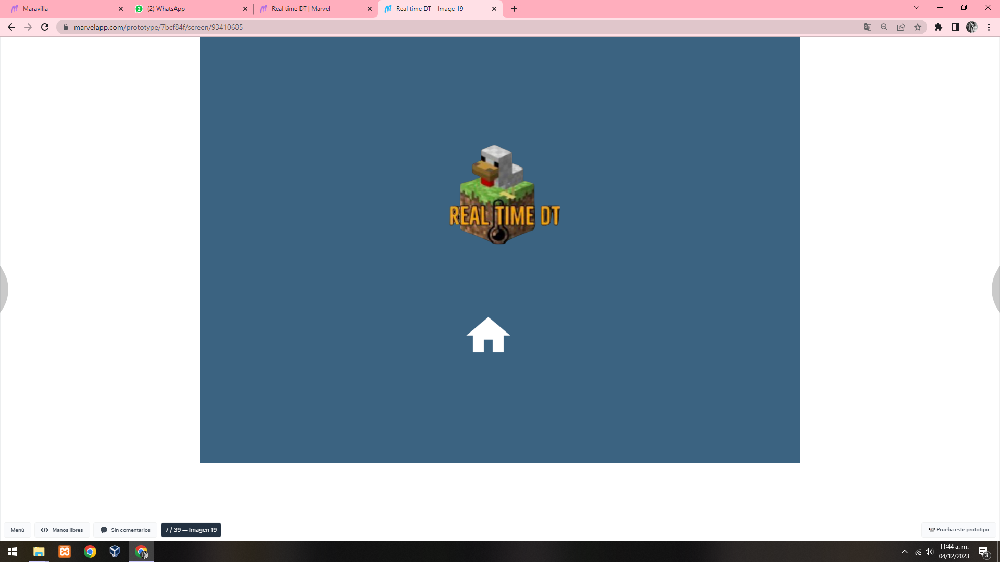 Maravilla
2
(2) WhatsApp
Real time DT | Marvel
Real time DT – Image 19
marvelapp.com/prototype/7bcf84f/screen/93410685
REAL TIME DT
Menú
</> Manos libres
Sin comentarios
7 / 39 — Imagen 19
Prueba este prototipo
11:44 a. m.
04/12/2023
3